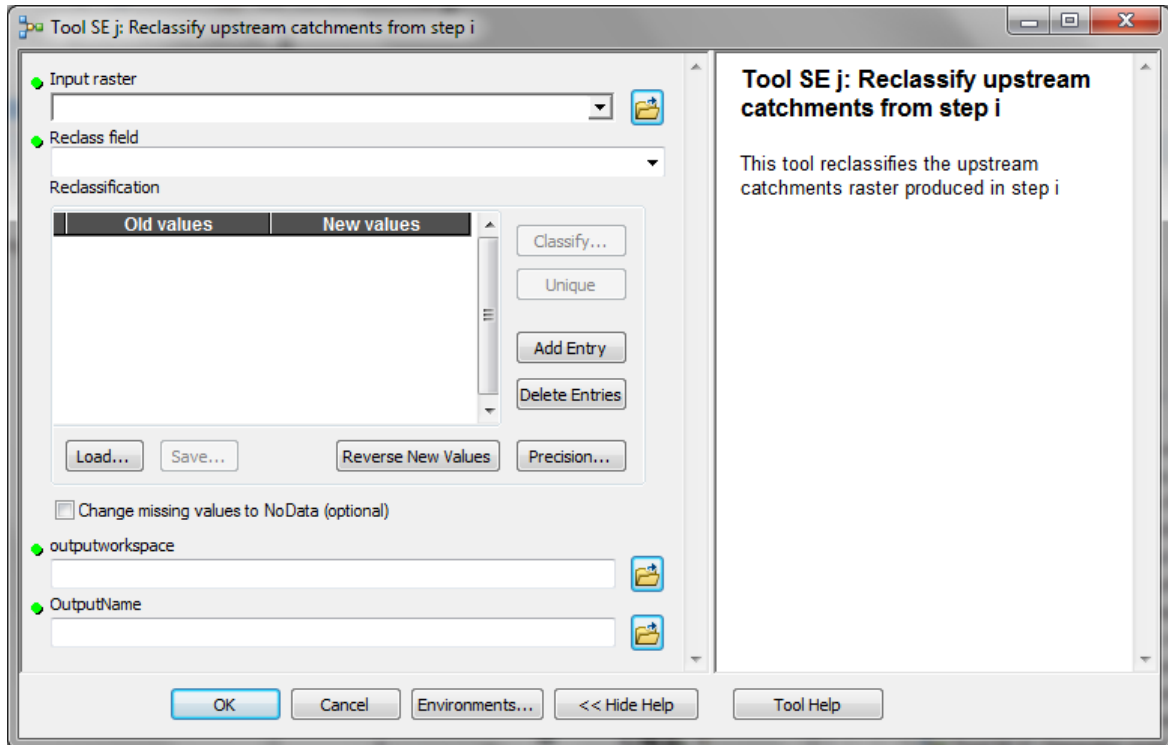 Tool SE j: Reclassify upstream catchments from step i
Input raster
Reclass field
Reclassification
Old values New values
Classify...
Unique
Add Entry
Delete Entries
Load... Save... Reverse New Values Precision...
Change missing values to NoData (optional)
outputworkspace
OutputName
OK Cancel Environments... << Hide Help Tool Help
Tool SE j: Reclassify upstream
catchments from step i
This tool reclassifies the upstream
catchments raster produced in step i